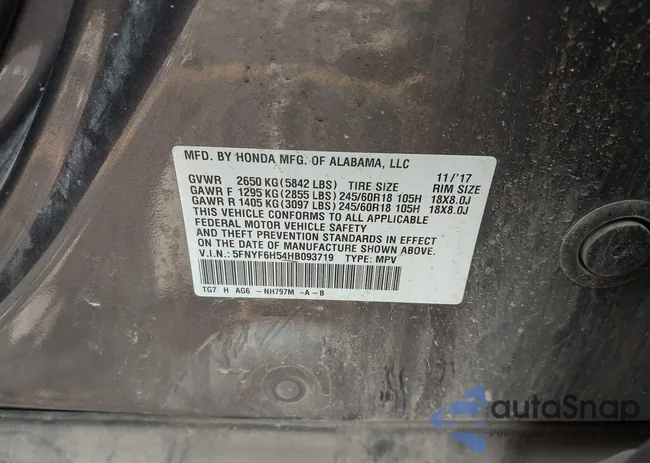 MFD. BY HONDA MFG. OF ALABAMA, LLC 11/'17
GVWR 2650 KG (5842 LBS) TIRE SIZE RIM SIZE
GAWR F 1295 KG (2855 LBS) 245/60R18 105H 18X8.0J
GAWR R 1405 KG (3097 LBS) 245/60R18 105H 18X8.0J
THIS VEHICLE CONFORMS TO ALL APPLICABLE
FEDERAL MOTOR VEHICLE SAFETY
AND THEFT PREVENTION STANDARDS IN EFFECT
ON THE DATE OF MANUFACTURE SHOWN ABOVE.
V.I.N.: 5FNYF6H54HB093719 TYPE: MPV
TG7 H AG6 - NH797M -A -B
autoSnap